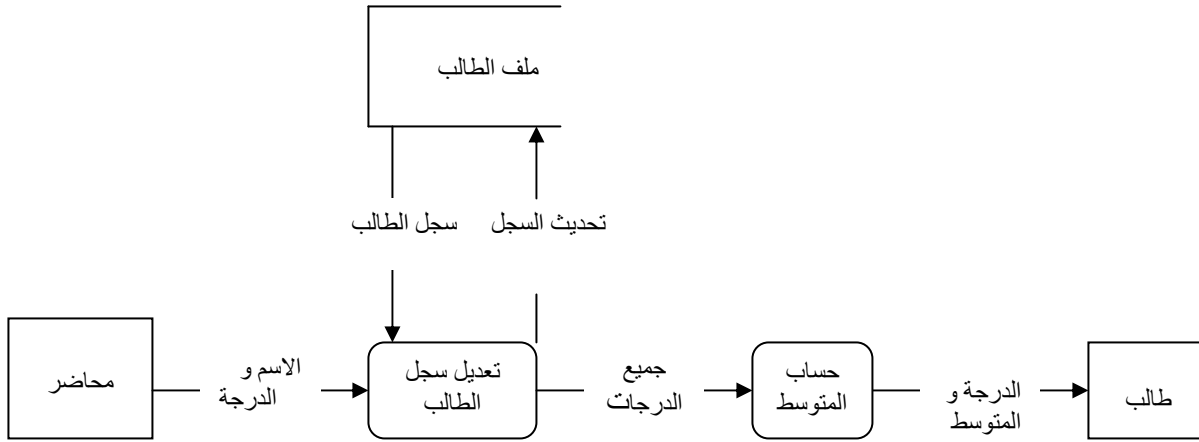 ملف الطالب
تحديث السجل
سجل الطالب
محاضر
الاسم و
الدرجة
تعديل سجل
الطالب
جميع
الدرجات
حساب
المتوسط
الدرجة و
المتوسط
طالب